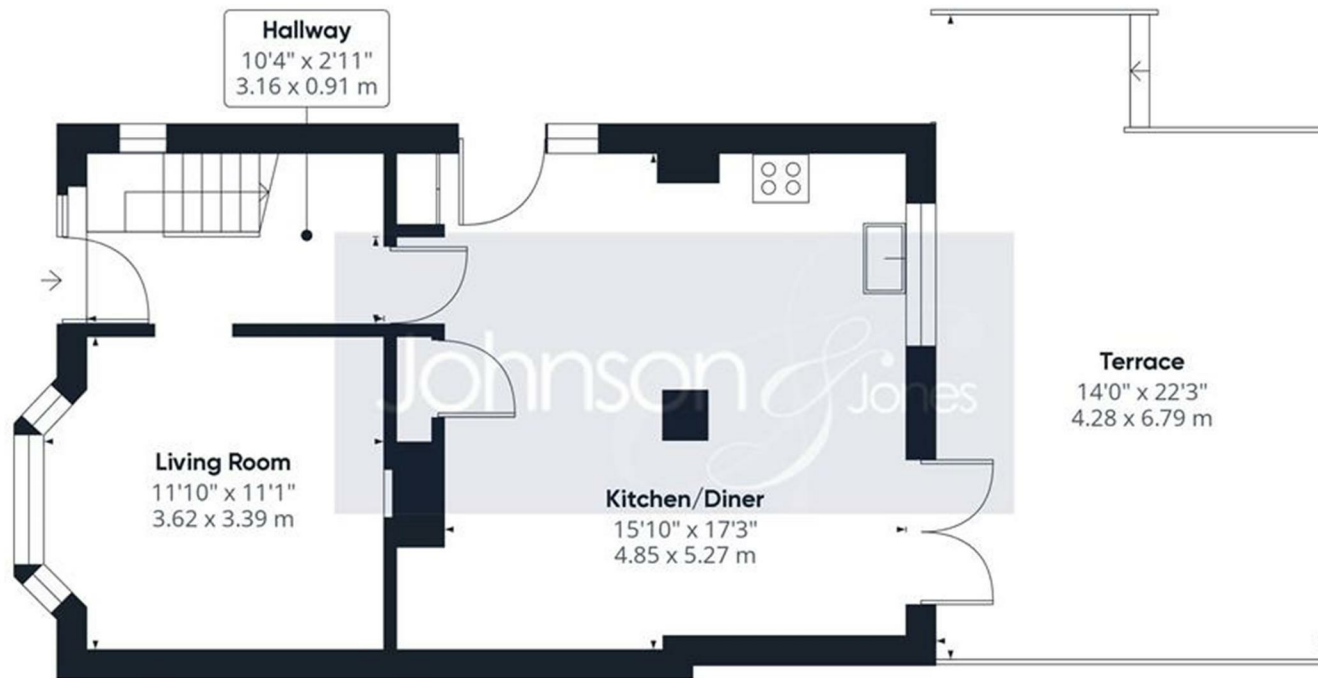 Hallway
10'4" x 2'11"
3.16 x 0.91 m
Johnson & Jones
Terrace
14'0" x 22'3"
4.28 x 6.79 m
Living Room
11'10" x 11'1"
3.62 x 3.39 m
Kitchen/Diner
15'10" x 17'3"
4.85 x 5.27 m